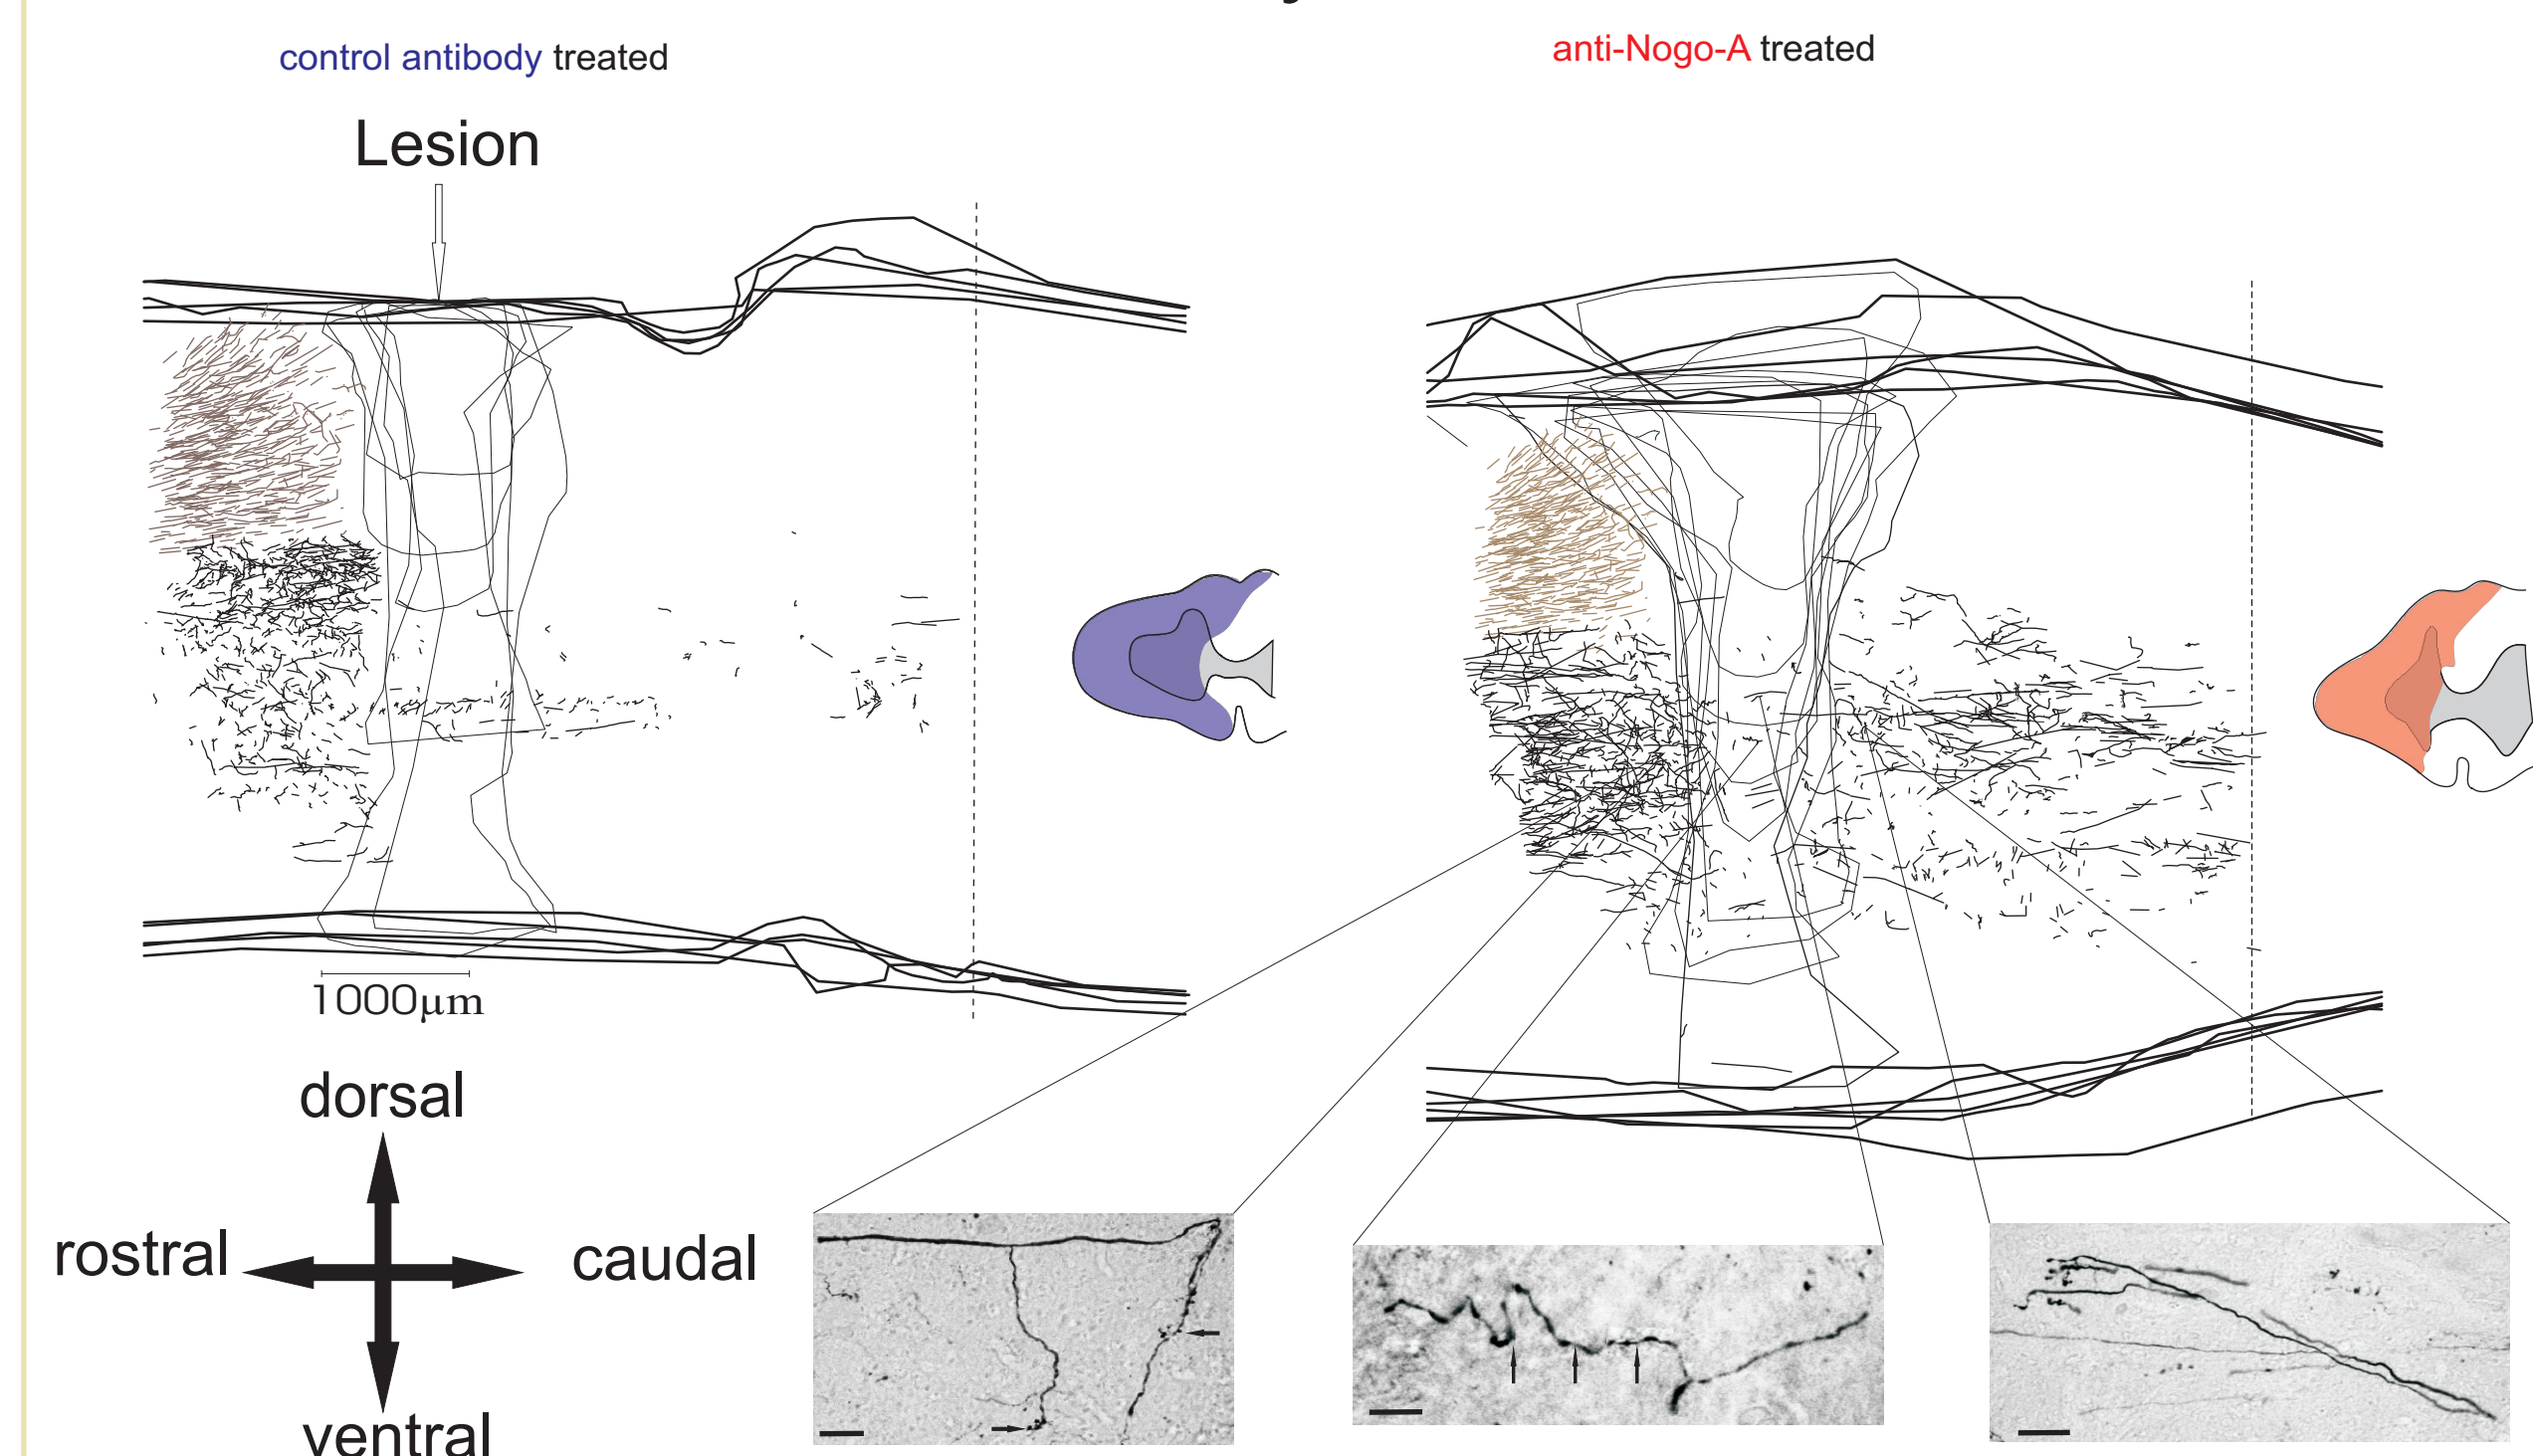 control antibody treated
anti-Nogo-A treated
Lesion
1000µm
dorsal
rostral
caudal
ventral